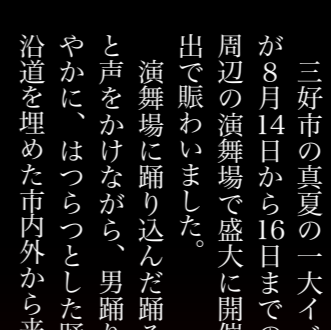 三好市の真夏の一大イ
が8月14日から16日までの
周辺の演舞場で盛大に開催
出で賑わいました。
演舞場に踊り込んだ踊
と声をかけながら、男踊り
やかに、はつらつとした踊
沿道を埋めた市内外から来